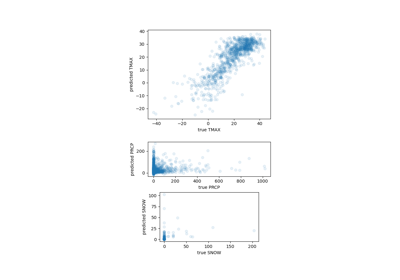 40
30
20
10
0
−10
−20
predicted TMAX
−40 −20 0 20 40
true TMAX
200
0
predicted PRCP
0 200 400 600 800 1000
true PRCP
100
75
50
25
0
predicted SNOW
0 50 100 150 200
true SNOW